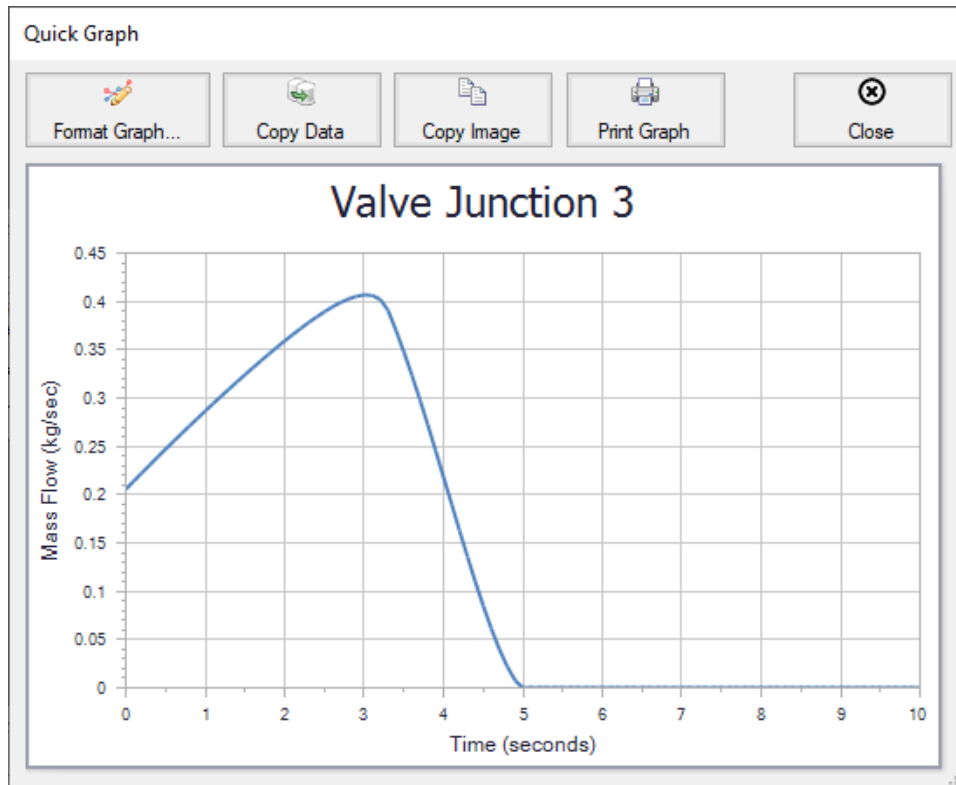 Quick Graph
Format Graph... Copy Data Copy Image Print Graph Close
Valve Junction 3
0.45
0.4
0.35
0.3
0.25
0.2
0.15
0.1
0.05
0
Mass Flow (kg/sec)
0 1 2 3 4 5 6 7 8 9 10
Time (seconds)